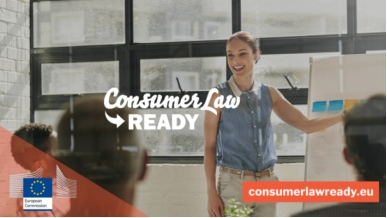 Consumer Law
READY
European
Commission
consumerlawready.eu